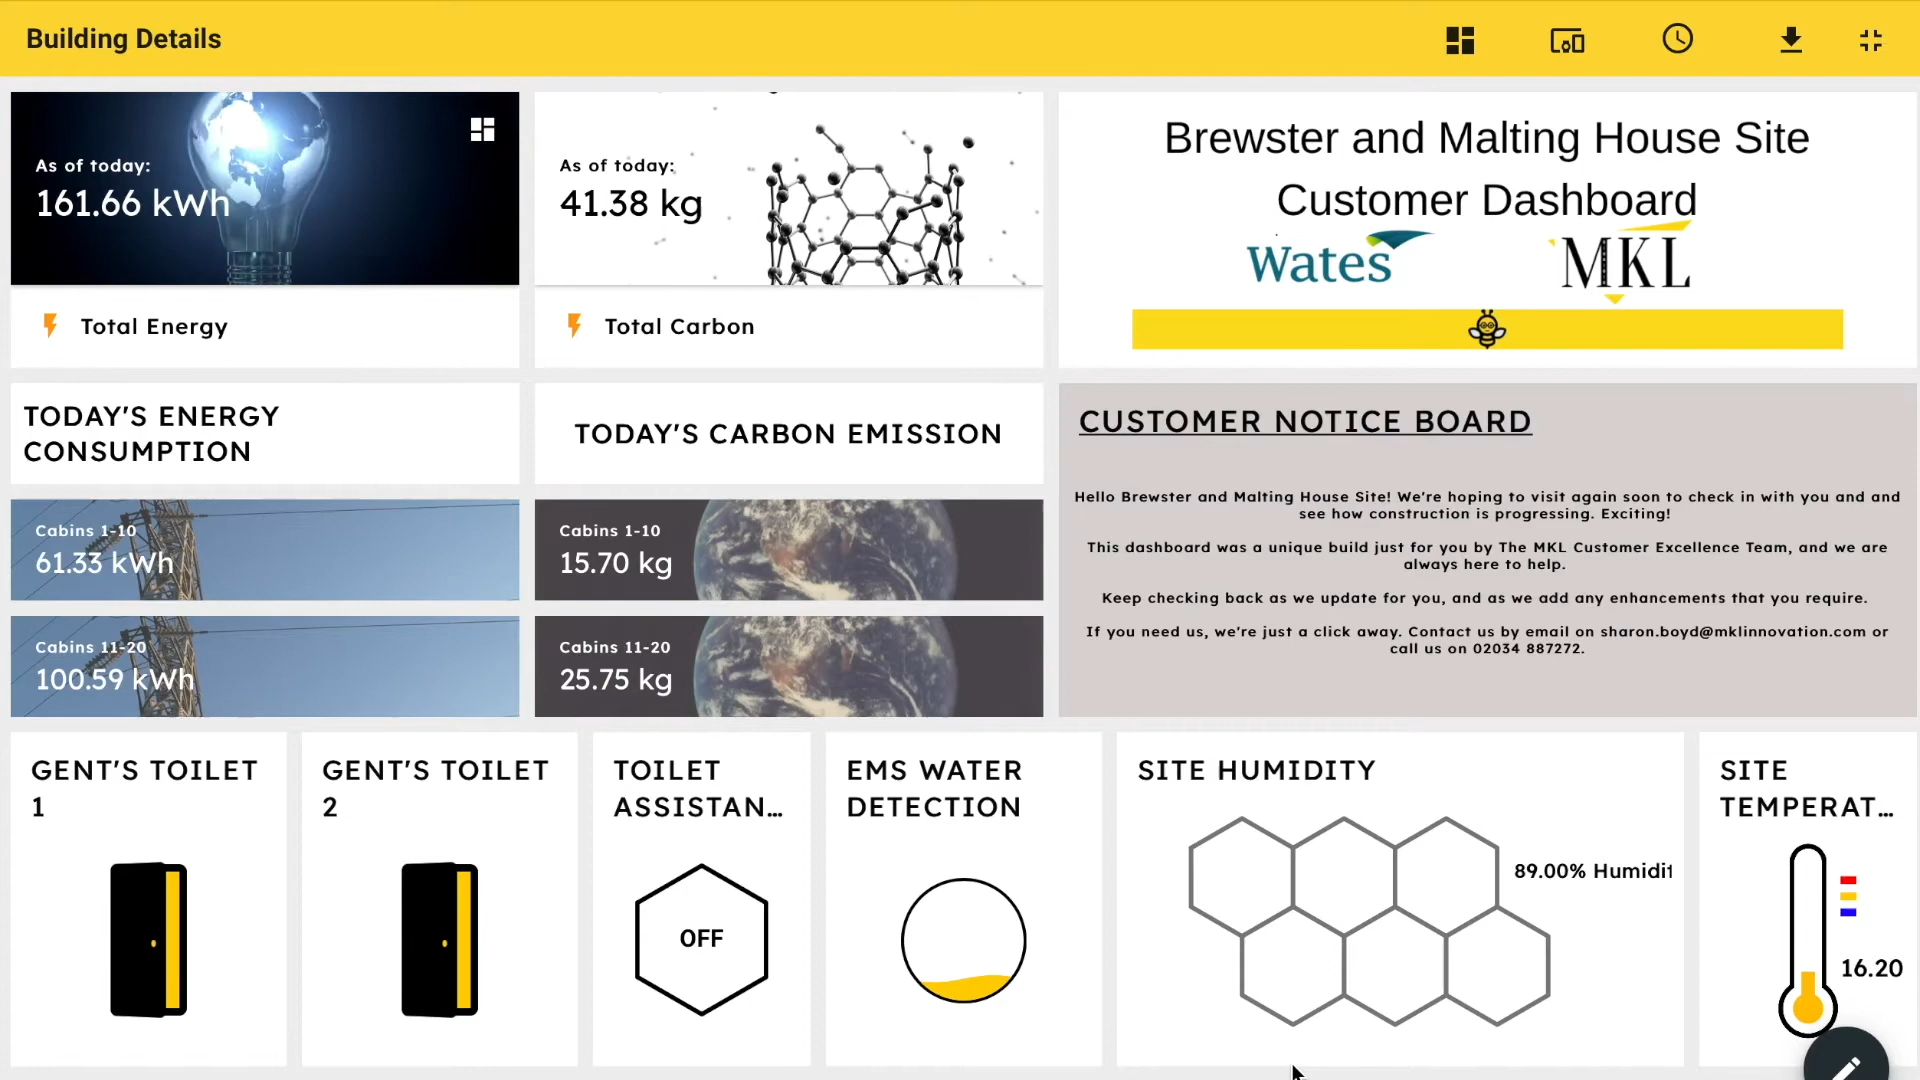 Building Details
As of today:
161.66 kWh
Total Energy
As of today:
41.38 kg
Total Carbon
Brewster and Malting House Site
Customer Dashboard
Wates
MKL
TODAY'S ENERGY
CONSUMPTION
TODAY'S CARBON EMISSION
Cabins 1-10
61.33 kWh
Cabins 1-10
15.70 kg
Cabins 11-20
100.59 kWh
Cabins 11-20
25.75 kg
CUSTOMER NOTICE BOARD
Hello Brewster and Malting House Site! We're hoping to visit again soon to check in with you and and
see how construction is progressing. Exciting!
This dashboard was a unique build just for you by The MKL Customer Excellence Team, and we are
always here to help.
Keep checking back as we update for you, and as we add any enhancements that you require.
If you need us, we're just a click away. Contact us by email on sharon.boyd@mklinnovation.com or
call us on 02034 887272.
GENT'S TOILET
1
GENT'S TOILET
2
TOILET
ASSISTAN...
OFF
EMS WATER
DETECTION
SITE HUMIDITY
89.00% Humidit
SITE
TEMPERAT...
16.20